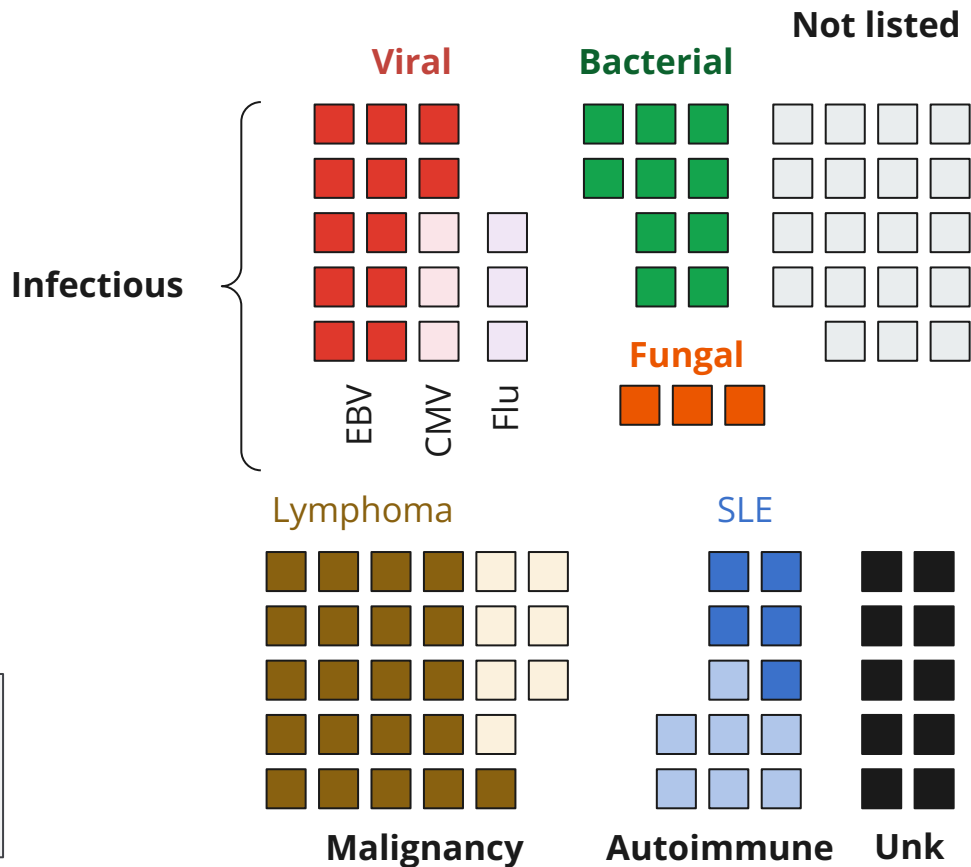 Not listed
Viral
Bacterial
Infectious
Fungal
EBV
CMV
Flu
Lymphoma
SLE
Malignancy
Autoimmune
Unk